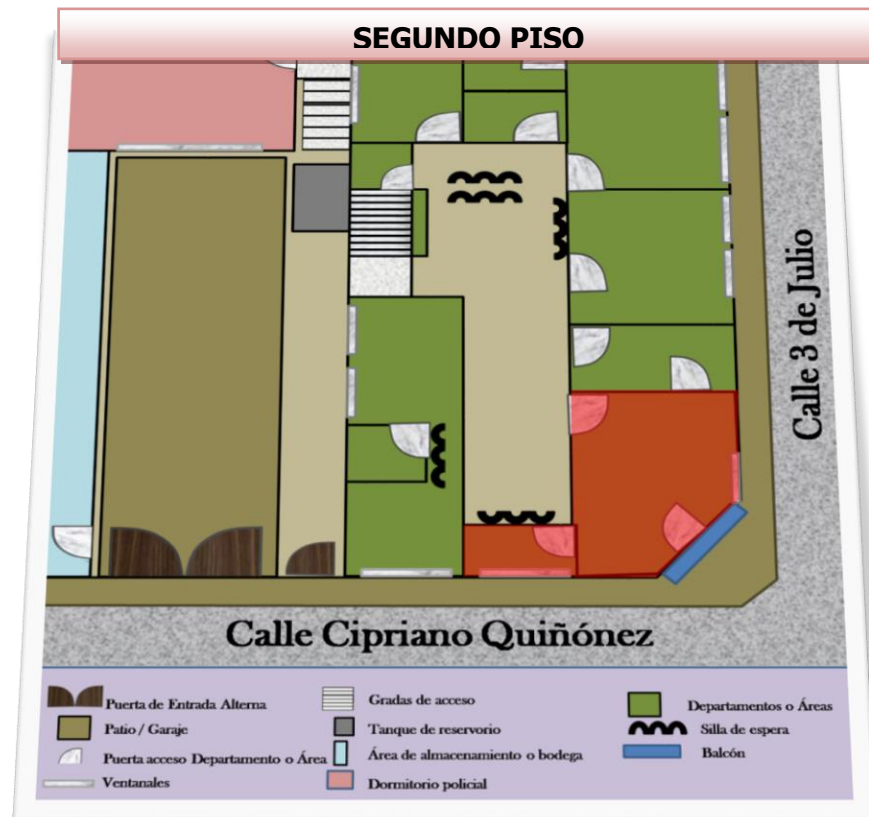 SEGUNDO PISO
Calle 3 de Julio
Calle Cipriano Quiñónez
Puerta de Entrada Alterna
Patio / Garaje
Puerta acceso Departamento o Área
Ventanales
Gradas de acceso
Tanque de reservorio
Área de almacenamiento o bodega
Dormitorio policial
Departamentos o Áreas
Silla de espera
Balcón